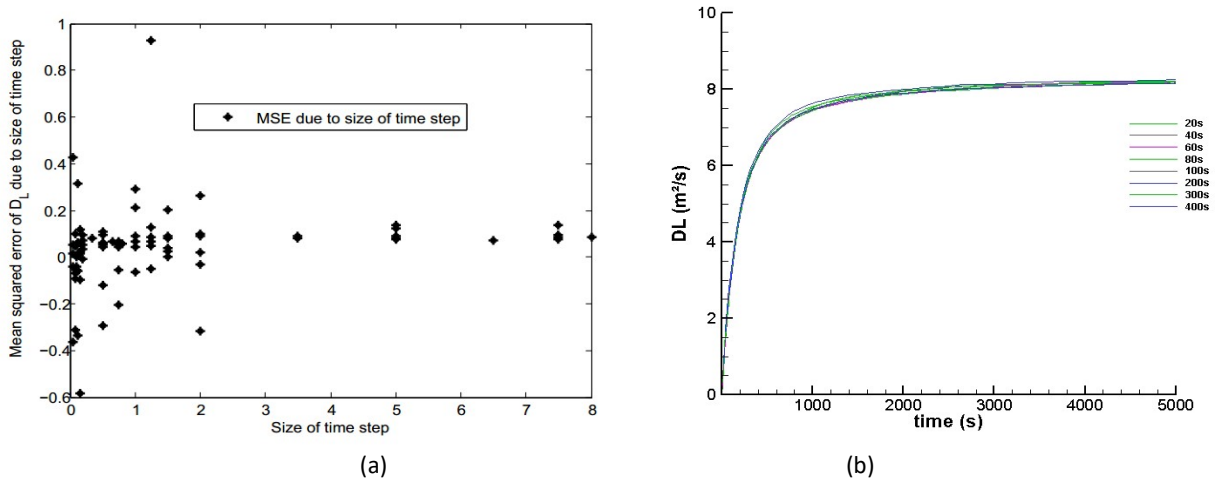 1
0.8
0.6
0.4
0.2
0
−0.2
−0.4
−0.6
Mean squared error of D_L due to size of time step
MSE due to size of time step
0 1 2 3 4 5 6 7 8
Size of time step
(a)
10
8
6
4
2
0
DL (m²/s)
20s
40s
60s
80s
100s
200s
300s
400s
1000 2000 3000 4000 5000
time (s)
(b)